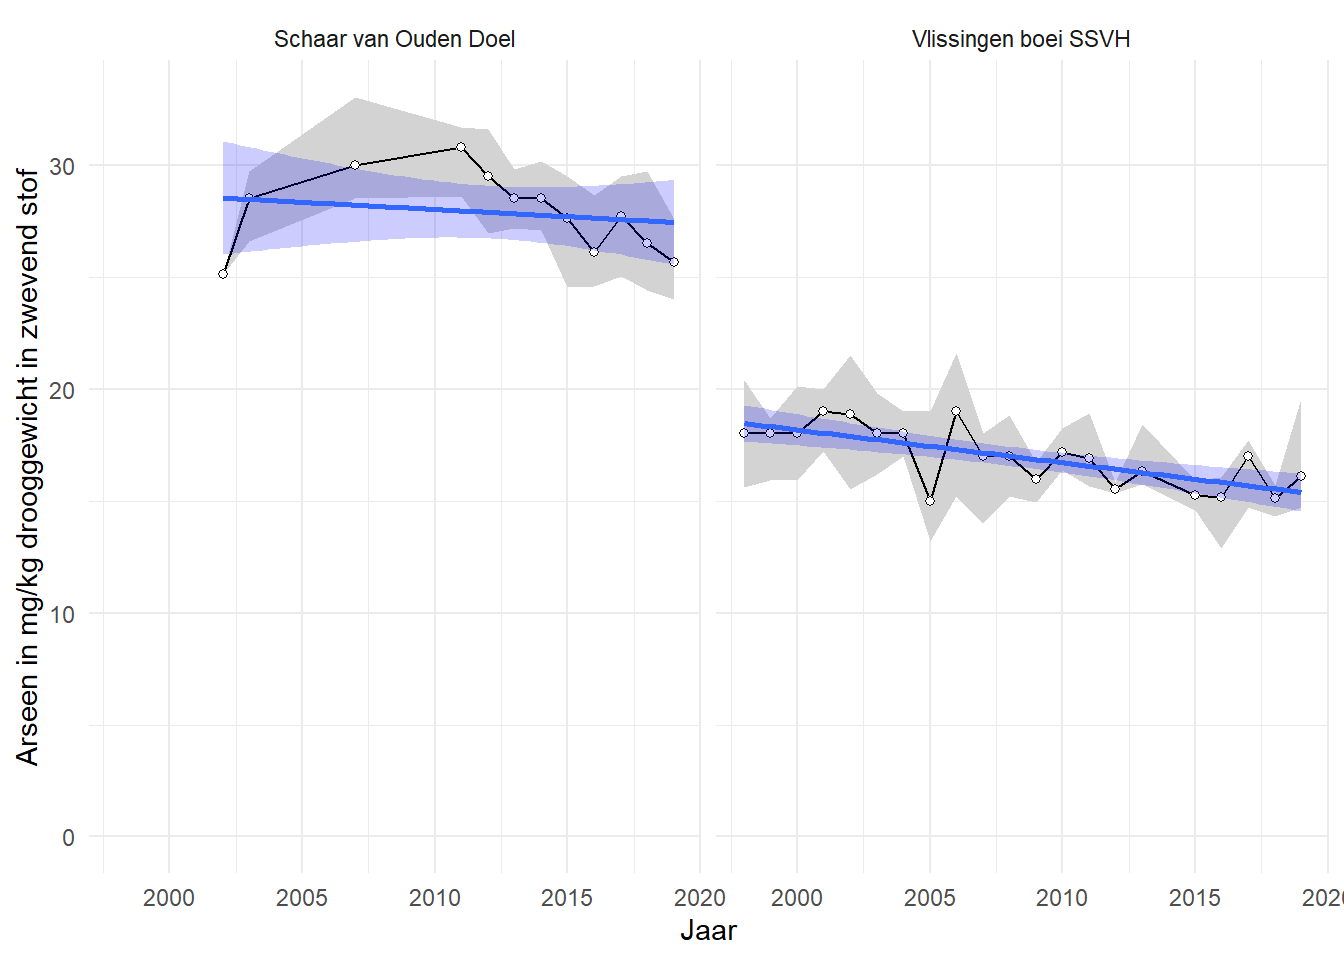 Schaar van Ouden Doel
Vlissingen boei SSVH
Arseen in mg/kg drooggewicht in zwevend stof
30
20
10
0
2000 2005 2010 2015 2020
2000 2005 2010 2015 202
Jaar